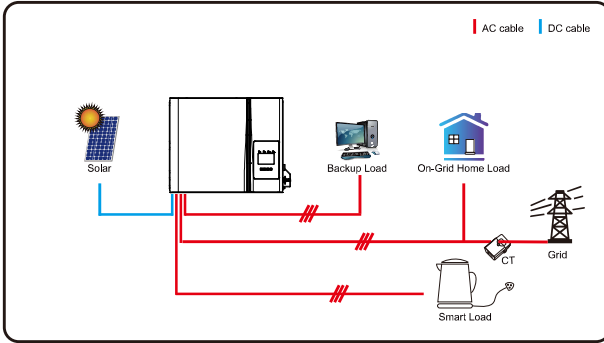 AC cable
DC cable
Solar
Backup Load
On-Grid Home Load
CT
Grid
Smart Load